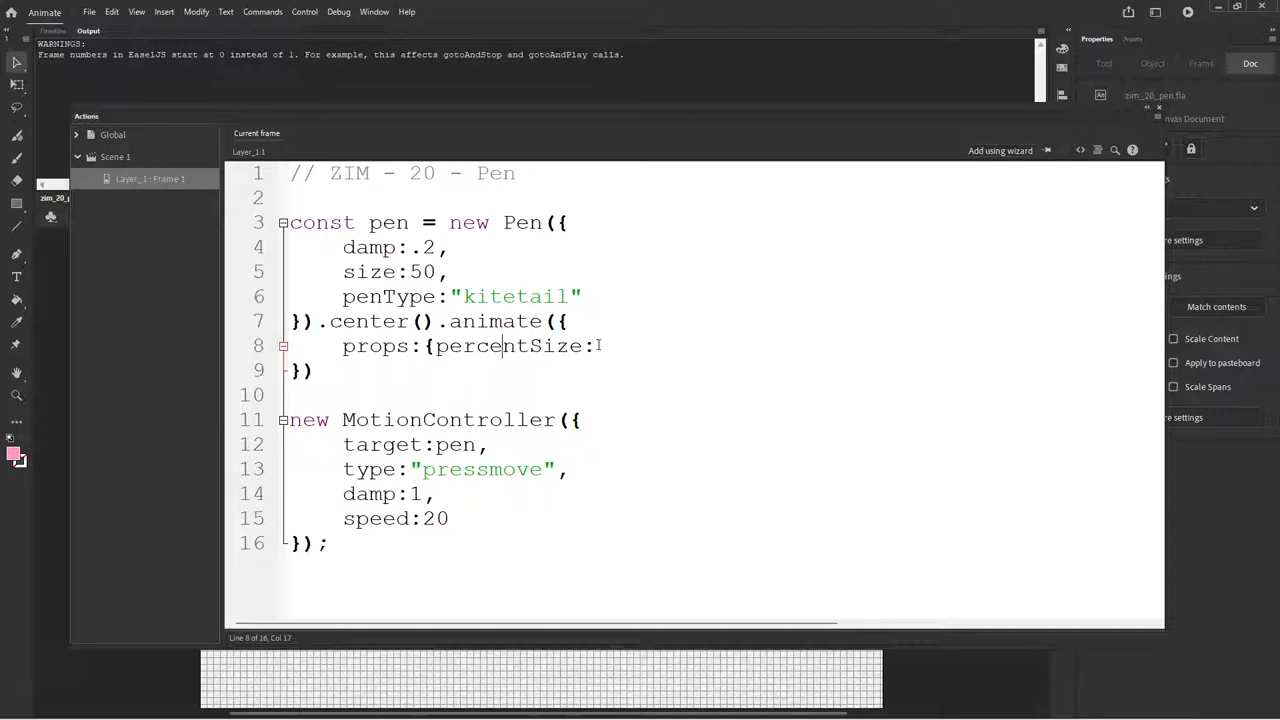 Animate
File Edit View Insert Modify Text Commands Control Debug Window Help
Timeline Output
WARNINGS:
Frame numbers in EaselJS start at 0 instead of 1. For example, this affects gotoAndStop and gotoAndPlay calls.
Properties Assets
Tool Object Frame Doc
zim_20_pen.fla
nvas Document
Actions
Global
Scene 1
Layer_1 : Frame 1
Current frame
Layer_1:1
Add using wizard
zim_20_p
1 // ZIM - 20 - Pen
2
3 const pen = new Pen({
4 damp:.2,
5 size:50,
6 penType:"kitetail"
7 }).center().animate({
8 props:{percentSize:
9 })
10
11 new MotionController({
12 target:pen,
13 type:"pressmove",
14 damp:1,
15 speed:20
16 });
Line 8 of 16, Col 17
re settings
ngs
Match contents
Scale Content
Apply to pasteboard
Scale Spans
re settings